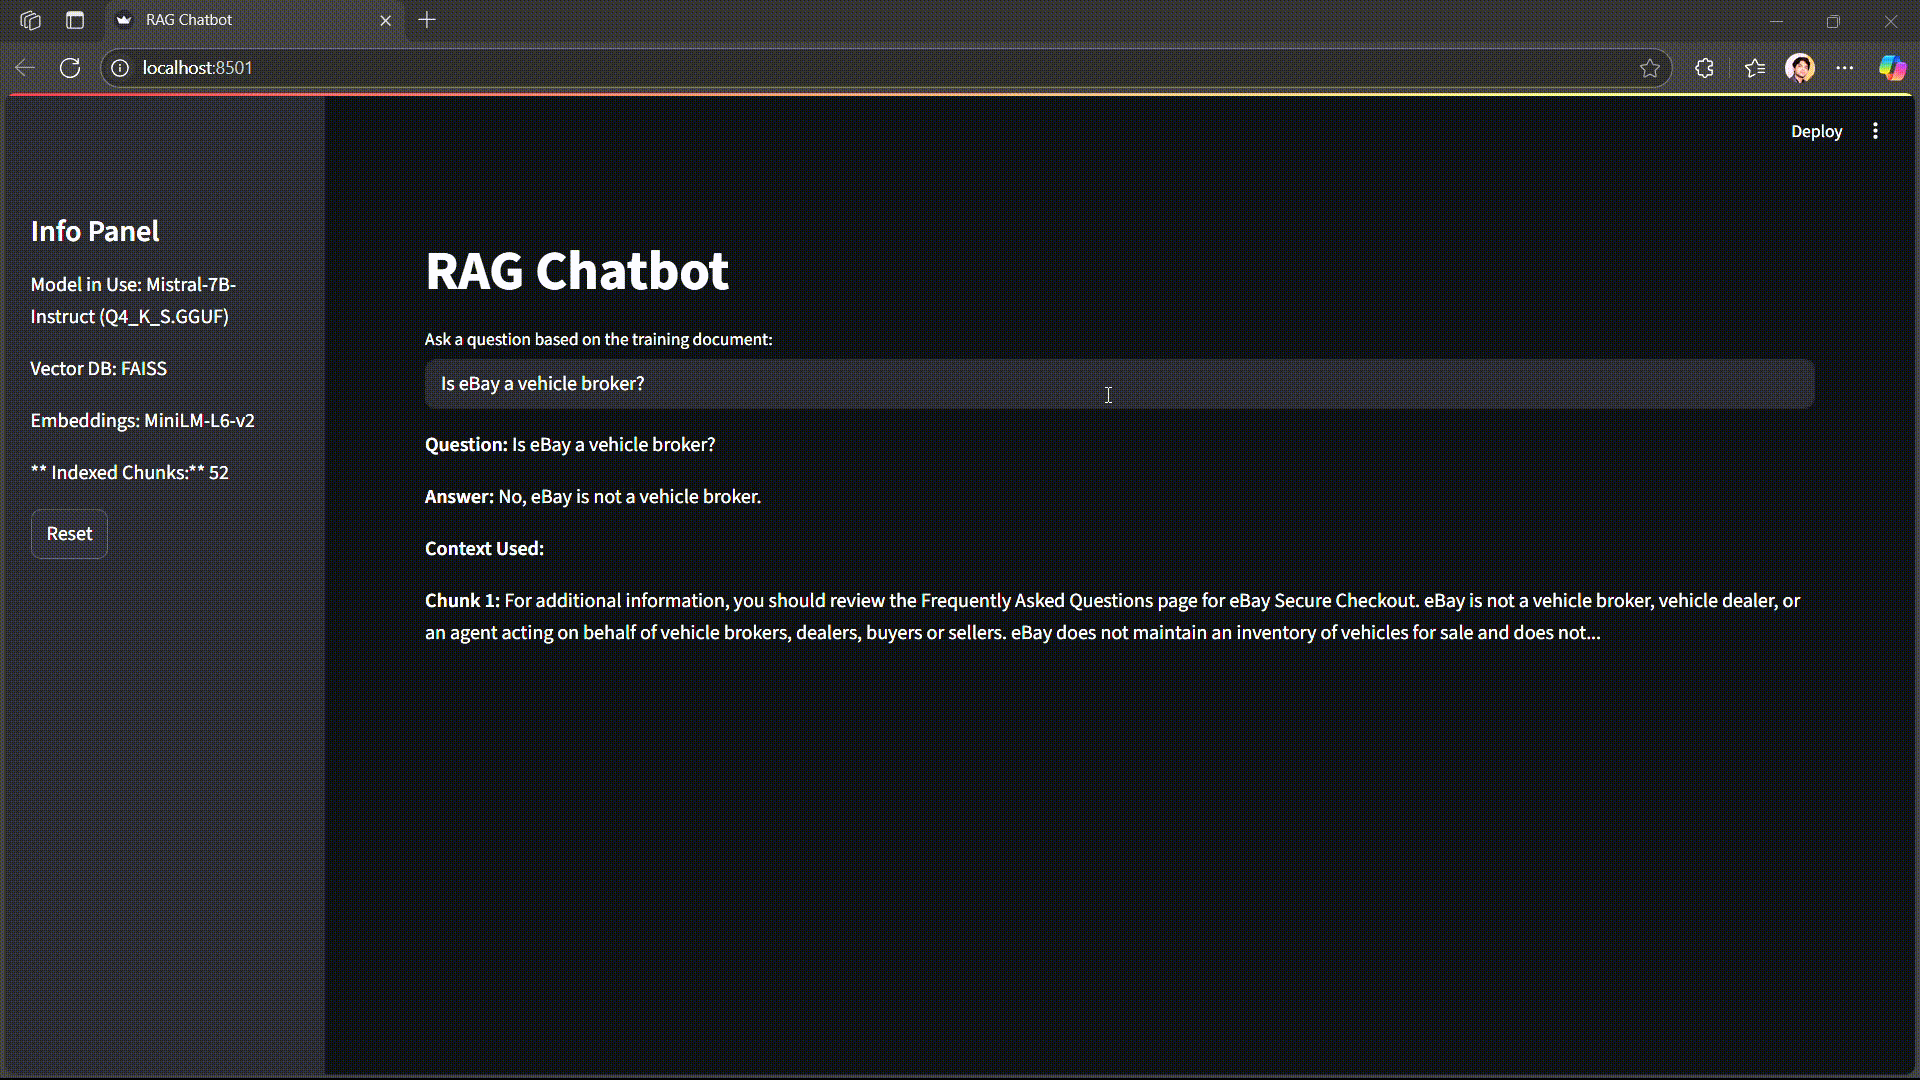 RAG Chatbot
localhost:8501
Deploy
Info Panel
Model in Use: Mistral-7B-
Instruct (Q4_K_S.GGUF)
Vector DB: FAISS
Embeddings: MiniLM-L6-v2
** Indexed Chunks:** 52
Reset
RAG Chatbot
Ask a question based on the training document:
Is eBay a vehicle broker?
Question: Is eBay a vehicle broker?
Answer: No, eBay is not a vehicle broker.
Context Used:
Chunk 1: For additional information, you should review the Frequently Asked Questions page for eBay Secure Checkout. eBay is not a vehicle broker, vehicle dealer, or
an agent acting on behalf of vehicle brokers, dealers, buyers or sellers. eBay does not maintain an inventory of vehicles for sale and does not...